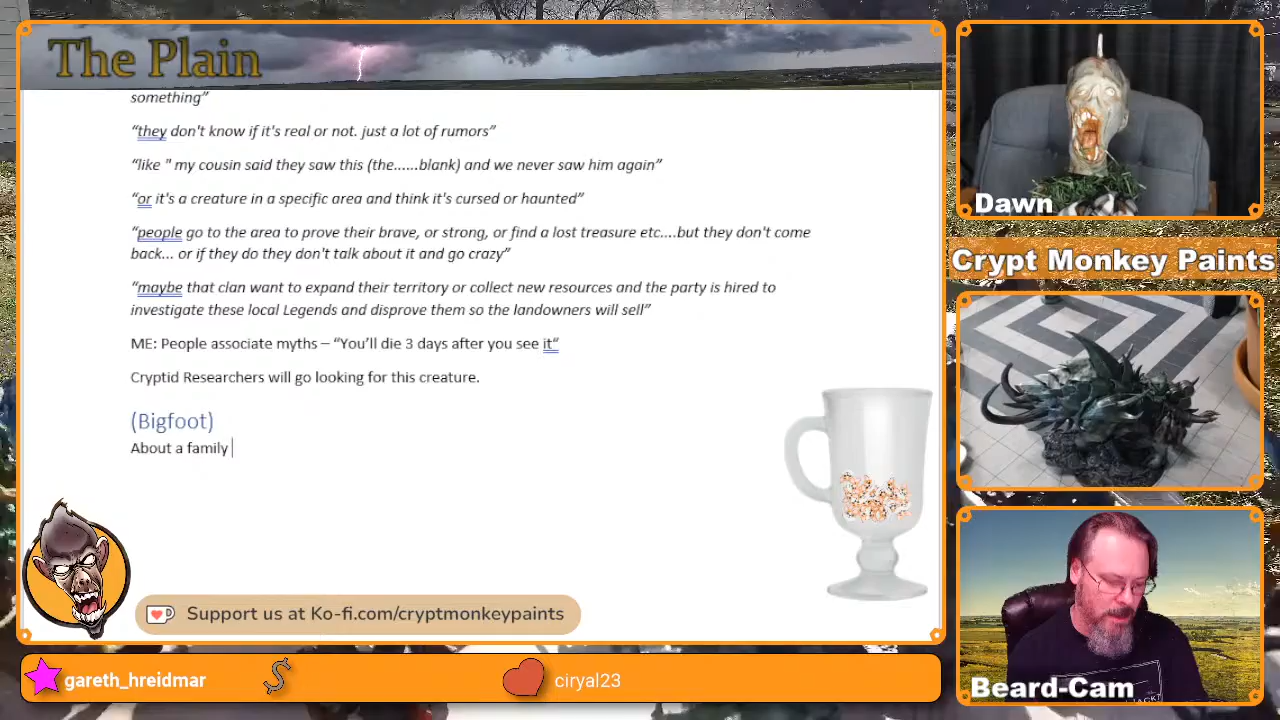 The Plain
something”
“they don't know if it's real or not. just a lot of rumors”
“like " my cousin said they saw this (the......blank) and we never saw him again”
“or it's a creature in a specific area and think it's cursed or haunted”
“people go to the area to prove their brave, or strong, or find a lost treasure etc....but they don't come
back... or if they do they don’t talk about it and go crazy”
“maybe that clan want to expand their territory or collect new resources and the party is hired to
investigate these local Legends and disprove them so the landowners will sell”
ME: People associate myths – “You’ll die 3 days after you see it“
Cryptid Researchers will go looking for this creature.
(Bigfoot)
About a family
Support us at Ko-fi.com/cryptmonkeypaints
gareth_hreidmar
$
ciryal23
Dawn
Crypt Monkey Paints
Beard-Cam